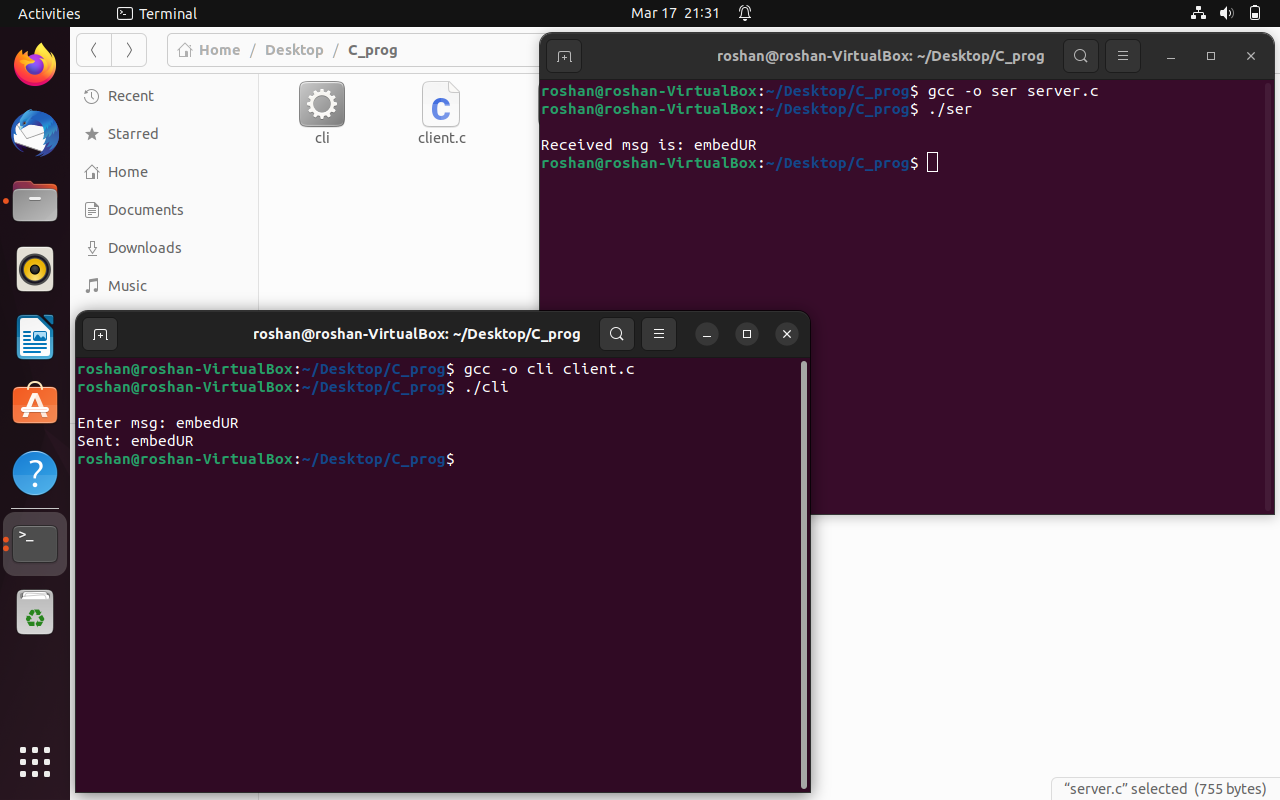 Activities Terminal Mar 17 21:31
Home / Desktop / C_prog
Recent
Starred
Home
Documents
Downloads
Music
cli
client.c
roshan@roshan-VirtualBox: ~/Desktop/C_prog
roshan@roshan-VirtualBox:~/Desktop/C_prog$ gcc -o ser server.c
roshan@roshan-VirtualBox:~/Desktop/C_prog$ ./ser
Received msg is: embedUR
roshan@roshan-VirtualBox:~/Desktop/C_prog$
roshan@roshan-VirtualBox: ~/Desktop/C_prog
roshan@roshan-VirtualBox:~/Desktop/C_prog$ gcc -o cli client.c
roshan@roshan-VirtualBox:~/Desktop/C_prog$ ./cli
Enter msg: embedUR
Sent: embedUR
roshan@roshan-VirtualBox:~/Desktop/C_prog$
“server.c” selected (755 bytes)